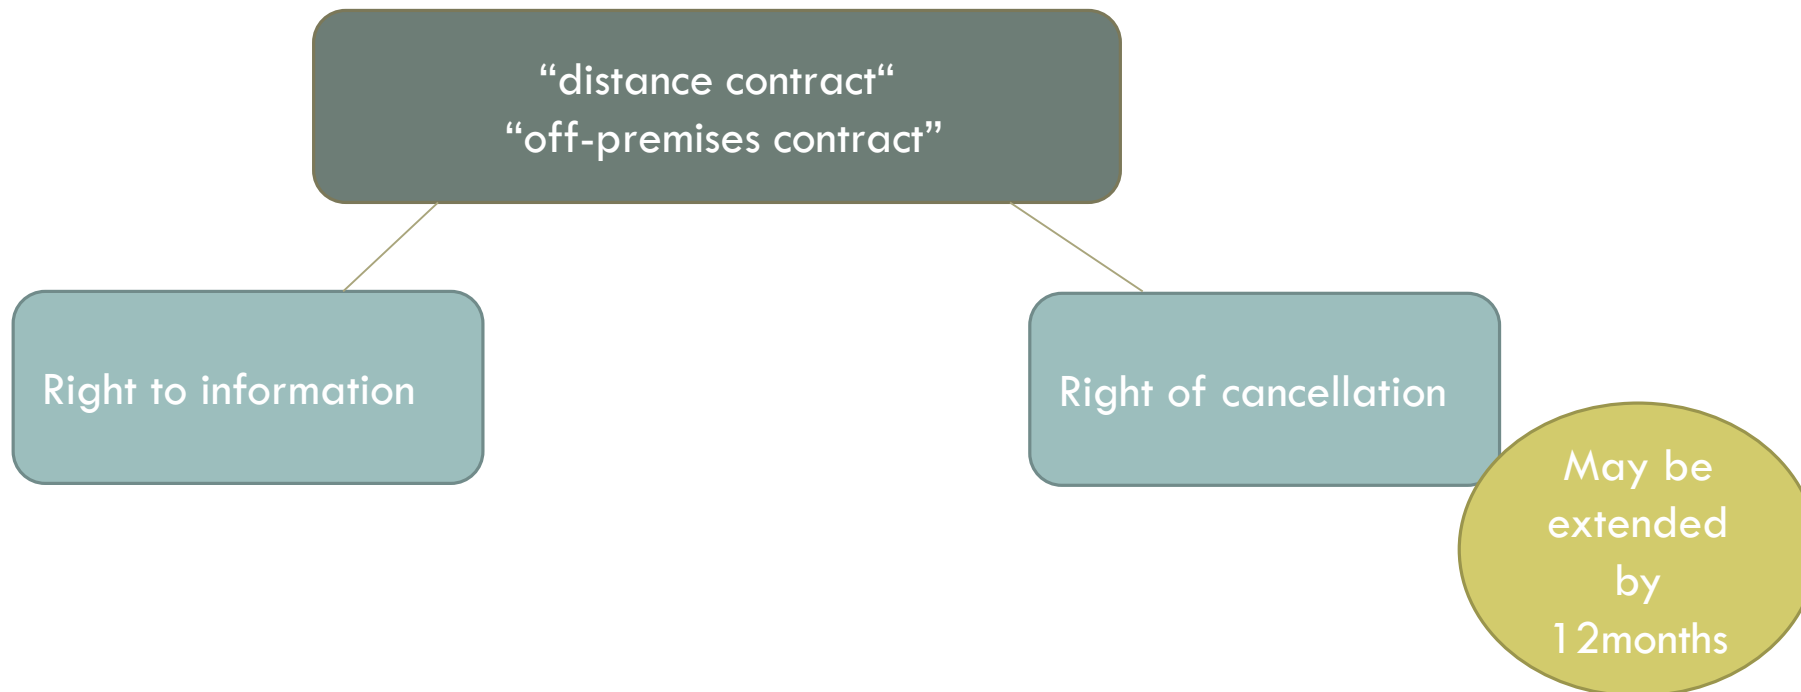 “distance contract“
“off-premises contract”
Right to information
Right of cancellation
May be
extended
by
12months